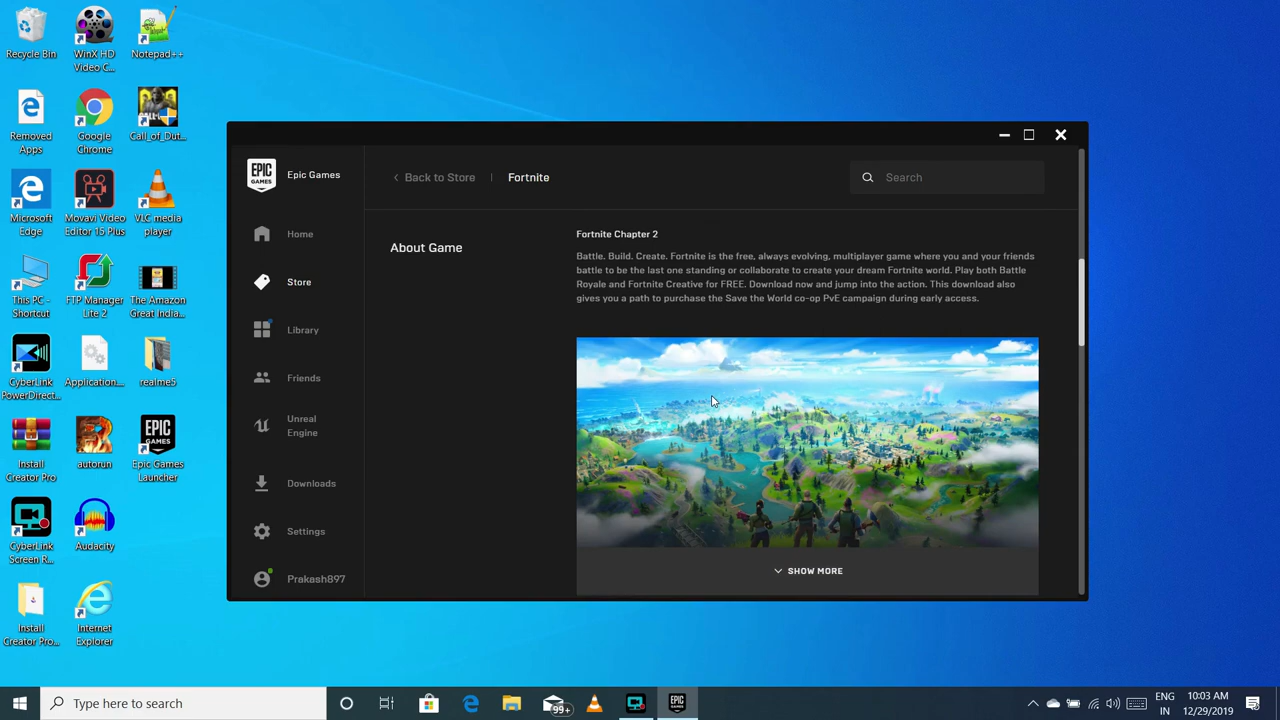 Recycle Bin
WinX HD
Video C...
Notepad++
Removed
Apps
Google
Chrome
Call_of_Dut...
Microsoft
Edge
Movavi Video
Editor 15 Plus
VLC media
player
This PC -
Shortcut
FTP Manager
Lite 2
The Amazon
Great India...
CyberLink
PowerDirect...
Application...
realme5
Install
Creator Pro
autorun
Epic Games
Launcher
CyberLink
Screen R...
Audacity
Install
Creator Pro...
Internet
Explorer
EPIC
GAMES
Epic Games
Home
Store
Library
Friends
Unreal
Engine
Downloads
Settings
Prakash897
Back to Store
Fortnite
Search
About Game
Fortnite Chapter 2
Battle. Build. Create. Fortnite is the free, always evolving, multiplayer game where you and your friends
battle to be the last one standing or collaborate to create your dream Fortnite world. Play both Battle
Royale and Fortnite Creative for FREE. Download now and jump into the action. This download also
gives you a path to purchase the Save the World co-op PvE campaign during early access.
SHOW MORE
Type here to search
99+
ENG
IN
10:03 AM
12/29/2019